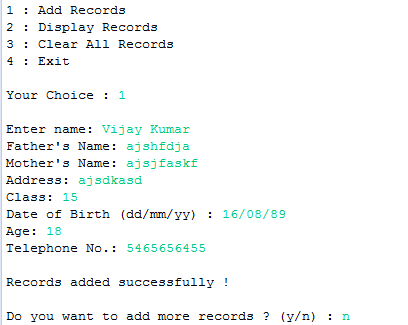 1 : Add Records
2 : Display Records
3 : Clear All Records
4 : Exit
Your Choice : 1
Enter name: Vijay Kumar
Father's Name: ajshfdja
Mother's Name: ajsjfaskf
Address: ajsdkasd
Class: 15
Date of Birth (dd/mm/yy) : 16/08/89
Age: 18
Telephone No.: 5465656455
Records added successfully !
Do you want to add more records ? (y/n) : n